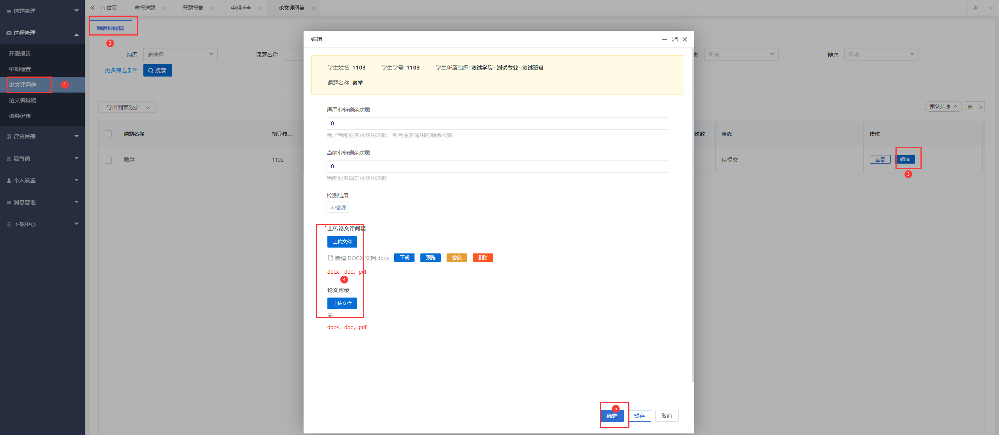 选题管理
过程管理
开题报告
中期检查
论文评阅稿
1
论文答辩稿
指导记录
评分管理
最终稿
个人设置
消息管理
下载中心
首页
申报选题
开题报告
中期检查
论文评阅稿
编辑评阅稿
2
组织
请选择
课题名称
态
所有
辩次
所有
更多筛选条件
搜索
导出列表数据
默认排序
课题名称
指导教...
次数
状态
操作
数学
1102
待提交
查看
编辑
3
编辑
学生姓名: 1103
学生学号: 1103
学生所属组织: 测试学院~测试专业~测试班级
课题名称: 数学
通用业务剩余次数
0
除了当前业务可使用次数，所有业务通用的剩余次数
当前业务剩余次数
0
当前业务规定可使用次数
检测结果
未检测
*上传论文评阅稿
上传文件
新建 DOCX 文档.docx
下载
预览
替换
删除
docx，doc，pdf
4
论文附录
上传文件
无
docx，doc，pdf
5
确定
暂存
取消